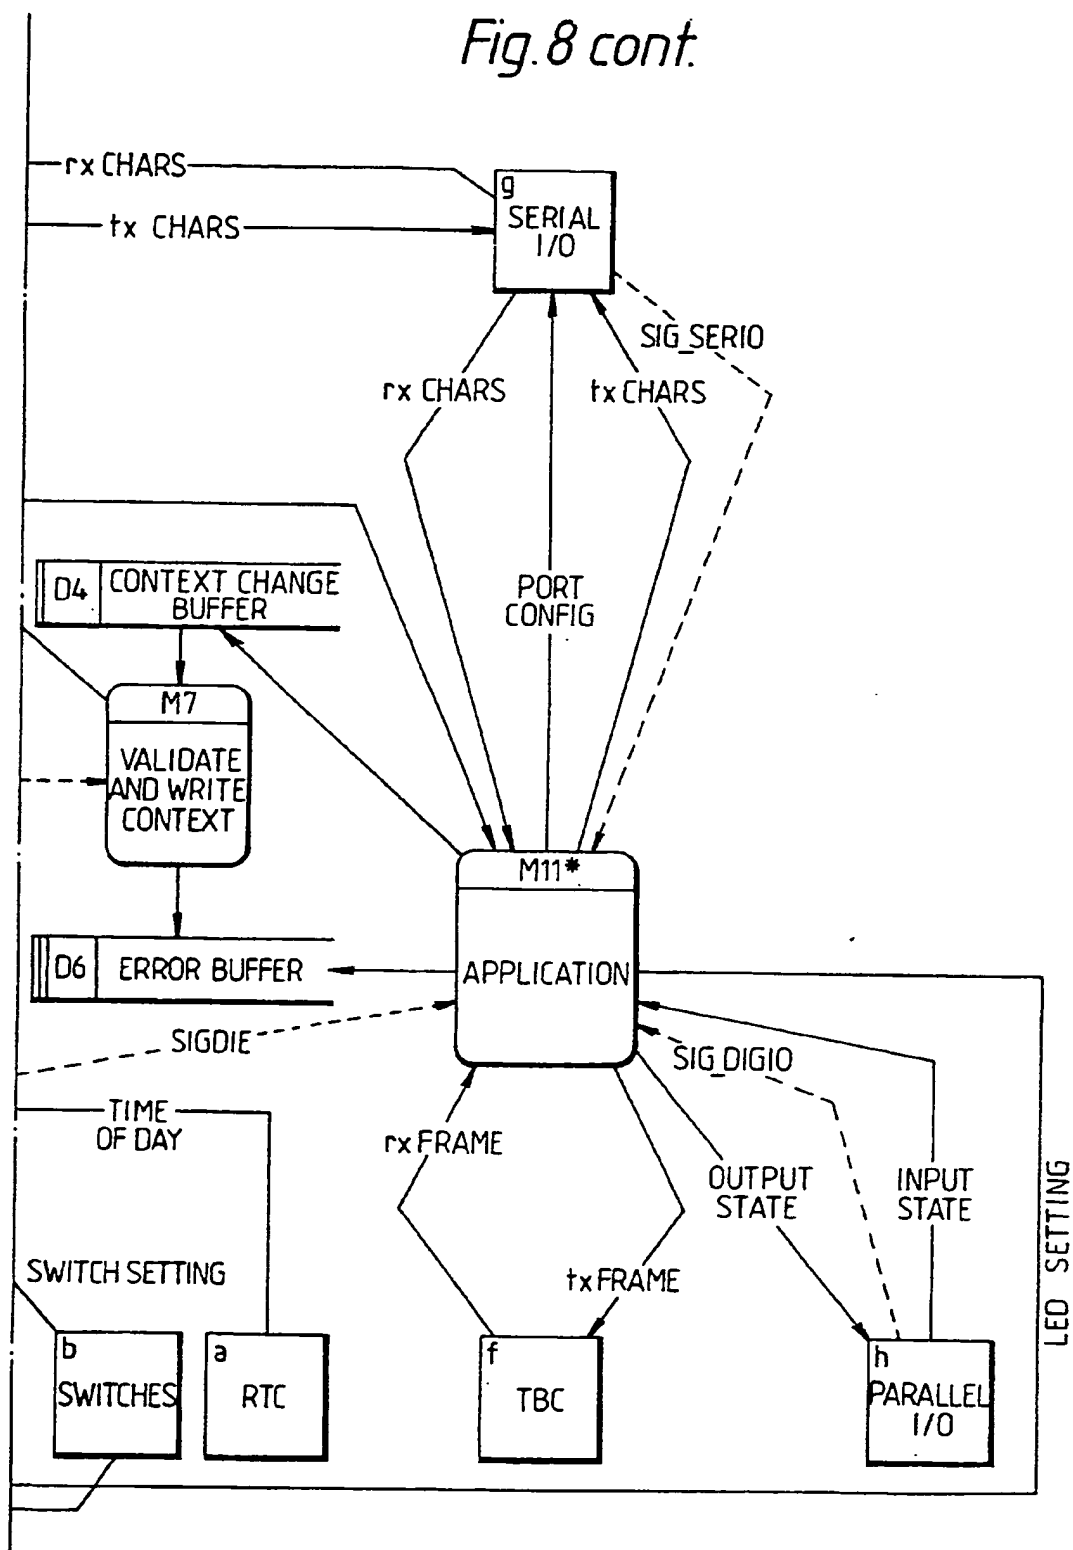 Fig. 8 cont.
rx CHARS
g
SERIAL
I/O
tx CHARS
SIG_SERIO
rx CHARS
tx CHARS
D4
CONTEXT CHANGE
BUFFER
PORT
CONFIG
M7
VALIDATE
AND WRITE
CONTEXT
M11*
APPLICATION
D6
ERROR BUFFER
SIGDIE
SIG_DIGIO
TIME
OF DAY
rx FRAME
OUTPUT
STATE
INPUT
STATE
LED SETTING
SWITCH SETTING
tx FRAME
b
SWITCHES
a
RTC
f
TBC
h
PARALLEL
I/O